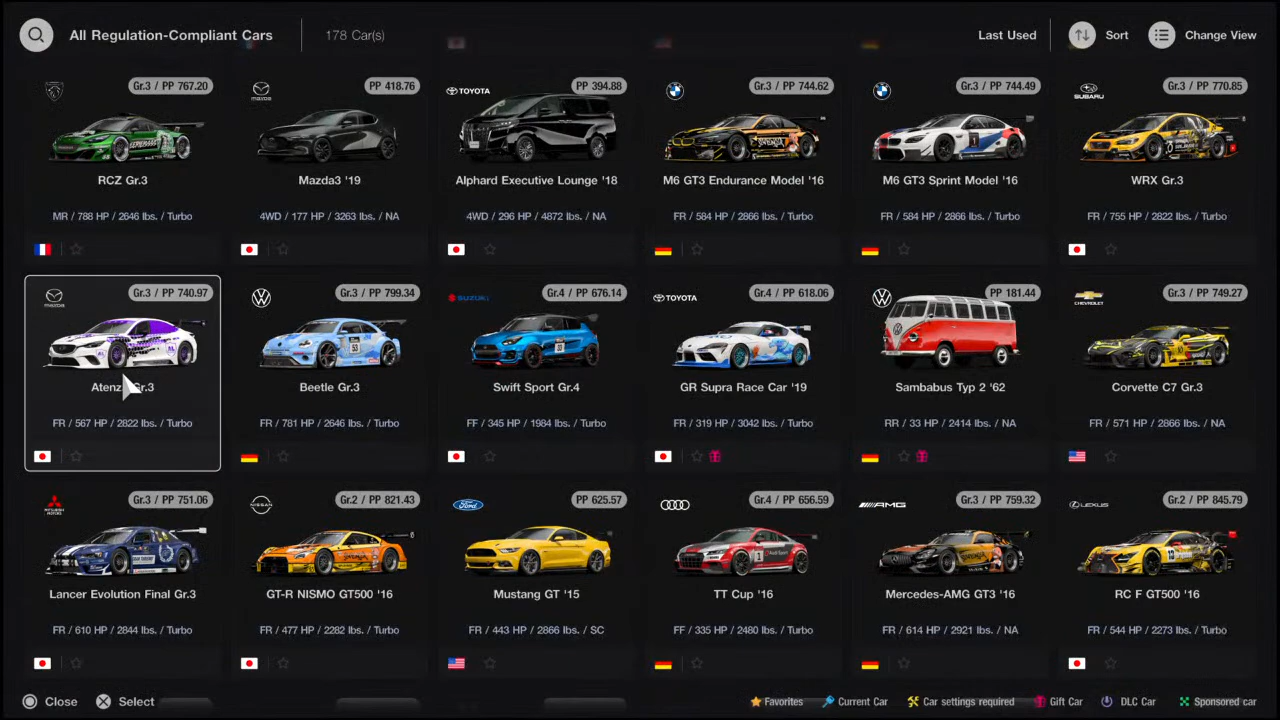 All Regulation-Compliant Cars 178 Car(s) Last Used Sort Change View
Gr.3 / PP 767.20
RCZ Gr.3
MR / 788 HP / 2646 lbs. / Turbo
mazda PP 418.76
Mazda3 '19
4WD / 177 HP / 3263 lbs. / NA
TOYOTA PP 394.88
Alphard Executive Lounge '18
4WD / 296 HP / 4872 lbs. / NA
Gr.3 / PP 744.62
M6 GT3 Endurance Model '16
FR / 584 HP / 2866 lbs. / Turbo
Gr.3 / PP 744.49
M6 GT3 Sprint Model '16
FR / 584 HP / 2866 lbs. / Turbo
SUBARU Gr.3 / PP 770.85
WRX Gr.3
FR / 755 HP / 2822 lbs. / Turbo
mazda Gr.3 / PP 740.97
Atenza Gr.3
FR / 567 HP / 2822 lbs. / Turbo
Gr.3 / PP 799.34
53
Beetle Gr.3
FR / 781 HP / 2646 lbs. / Turbo
SUZUKI Gr.4 / PP 676.14
Swift Sport Gr.4
FF / 345 HP / 1984 lbs. / Turbo
TOYOTA Gr.4 / PP 618.06
GR Supra Race Car '19
FR / 319 HP / 3042 lbs. / Turbo
PP 181.44
Sambabus Typ 2 '62
RR / 33 HP / 2414 lbs. / NA
CHEVROLET Gr.3 / PP 749.27
Corvette C7 Gr.3
FR / 571 HP / 2866 lbs. / NA
MITSUBISHI MOTORS Gr.3 / PP 751.06
Lancer Evolution Final Gr.3
FR / 610 HP / 2844 lbs. / Turbo
NISSAN Gr.2 / PP 821.43
GT-R NISMO GT500 '16
FR / 477 HP / 2282 lbs. / Turbo
Ford PP 625.57
Mustang GT '15
FR / 443 HP / 2866 lbs. / SC
Gr.4 / PP 656.59
TT Cup '16
FF / 335 HP / 2480 lbs. / Turbo
AMG Gr.3 / PP 759.32
Mercedes-AMG GT3 '16
FR / 614 HP / 2921 lbs. / NA
LEXUS Gr.2 / PP 845.79
RC F GT500 '16
FR / 544 HP / 2273 lbs. / Turbo
Close Select Favorites Current Car Car settings required Gift Car DLC Car Sponsored car